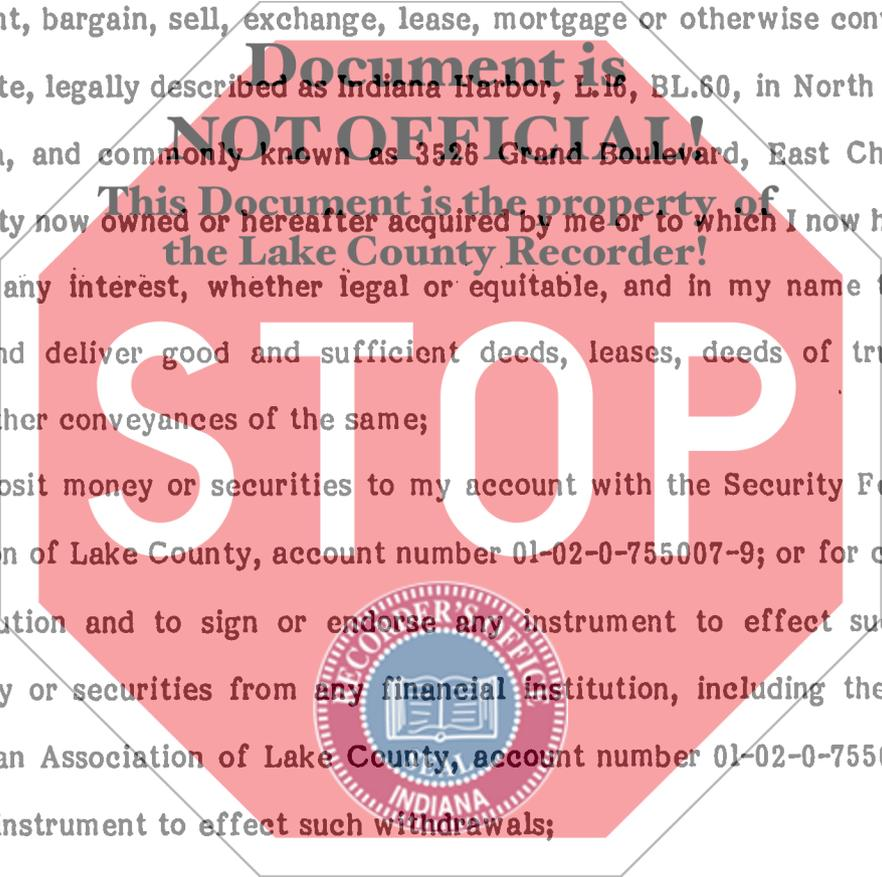 nt, bargain, sell, exchange, lease, mortgage or otherwise con
Document is
te, legally described as Indiana Harbor, L.16, BL.60, in North
NOT OFFICIAL!
, and commonly known as 3526 Grand Boulevard, East Ch
This Document is the property of
ty now owned or hereafter acquired by me or to which I now h
the Lake County Recorder!
any interest, whether legal or equitable, and in my name t
nd deliver good and sufficient deeds, leases, deeds of tru
STOP
ther conveyances of the same;
osit money or securities to my account with the Security Fe
on of Lake County, account number 01-02-0-755007-9; or for c
ution and to sign or endorse any instrument to effect su
RECORDER'S OFFICE
y or securities from any financial institution, including the
an Association of Lake County, account number 01-02-0-755
SEAL
INDIANA
instrument to effect such withdrawals;